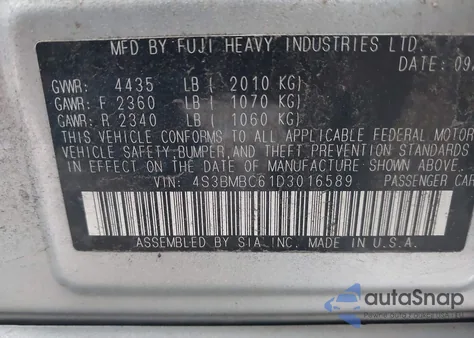 MFD BY FUJI HEAVY INDUSTRIES LTD.
DATE: 09
GVWR: 4435 LB ( 2010 KG)
GAWR: F 2360 LB ( 1070 KG)
GAWR: R 2340 LB ( 1060 KG)
THIS VEHICLE CONFORMS TO ALL APPLICABLE FEDERAL MOTOR
VEHICLE SAFETY, BUMPER, AND THEFT PREVENTION STANDARDS
IN EFFECT ON THE DATE OF MANUFACTURE SHOWN ABOVE.
VIN: 4S3BMBC61D3016589 PASSENGER CAR
ASSEMBLED BY SIA, INC. MADE IN U.S.A.
autoSnap